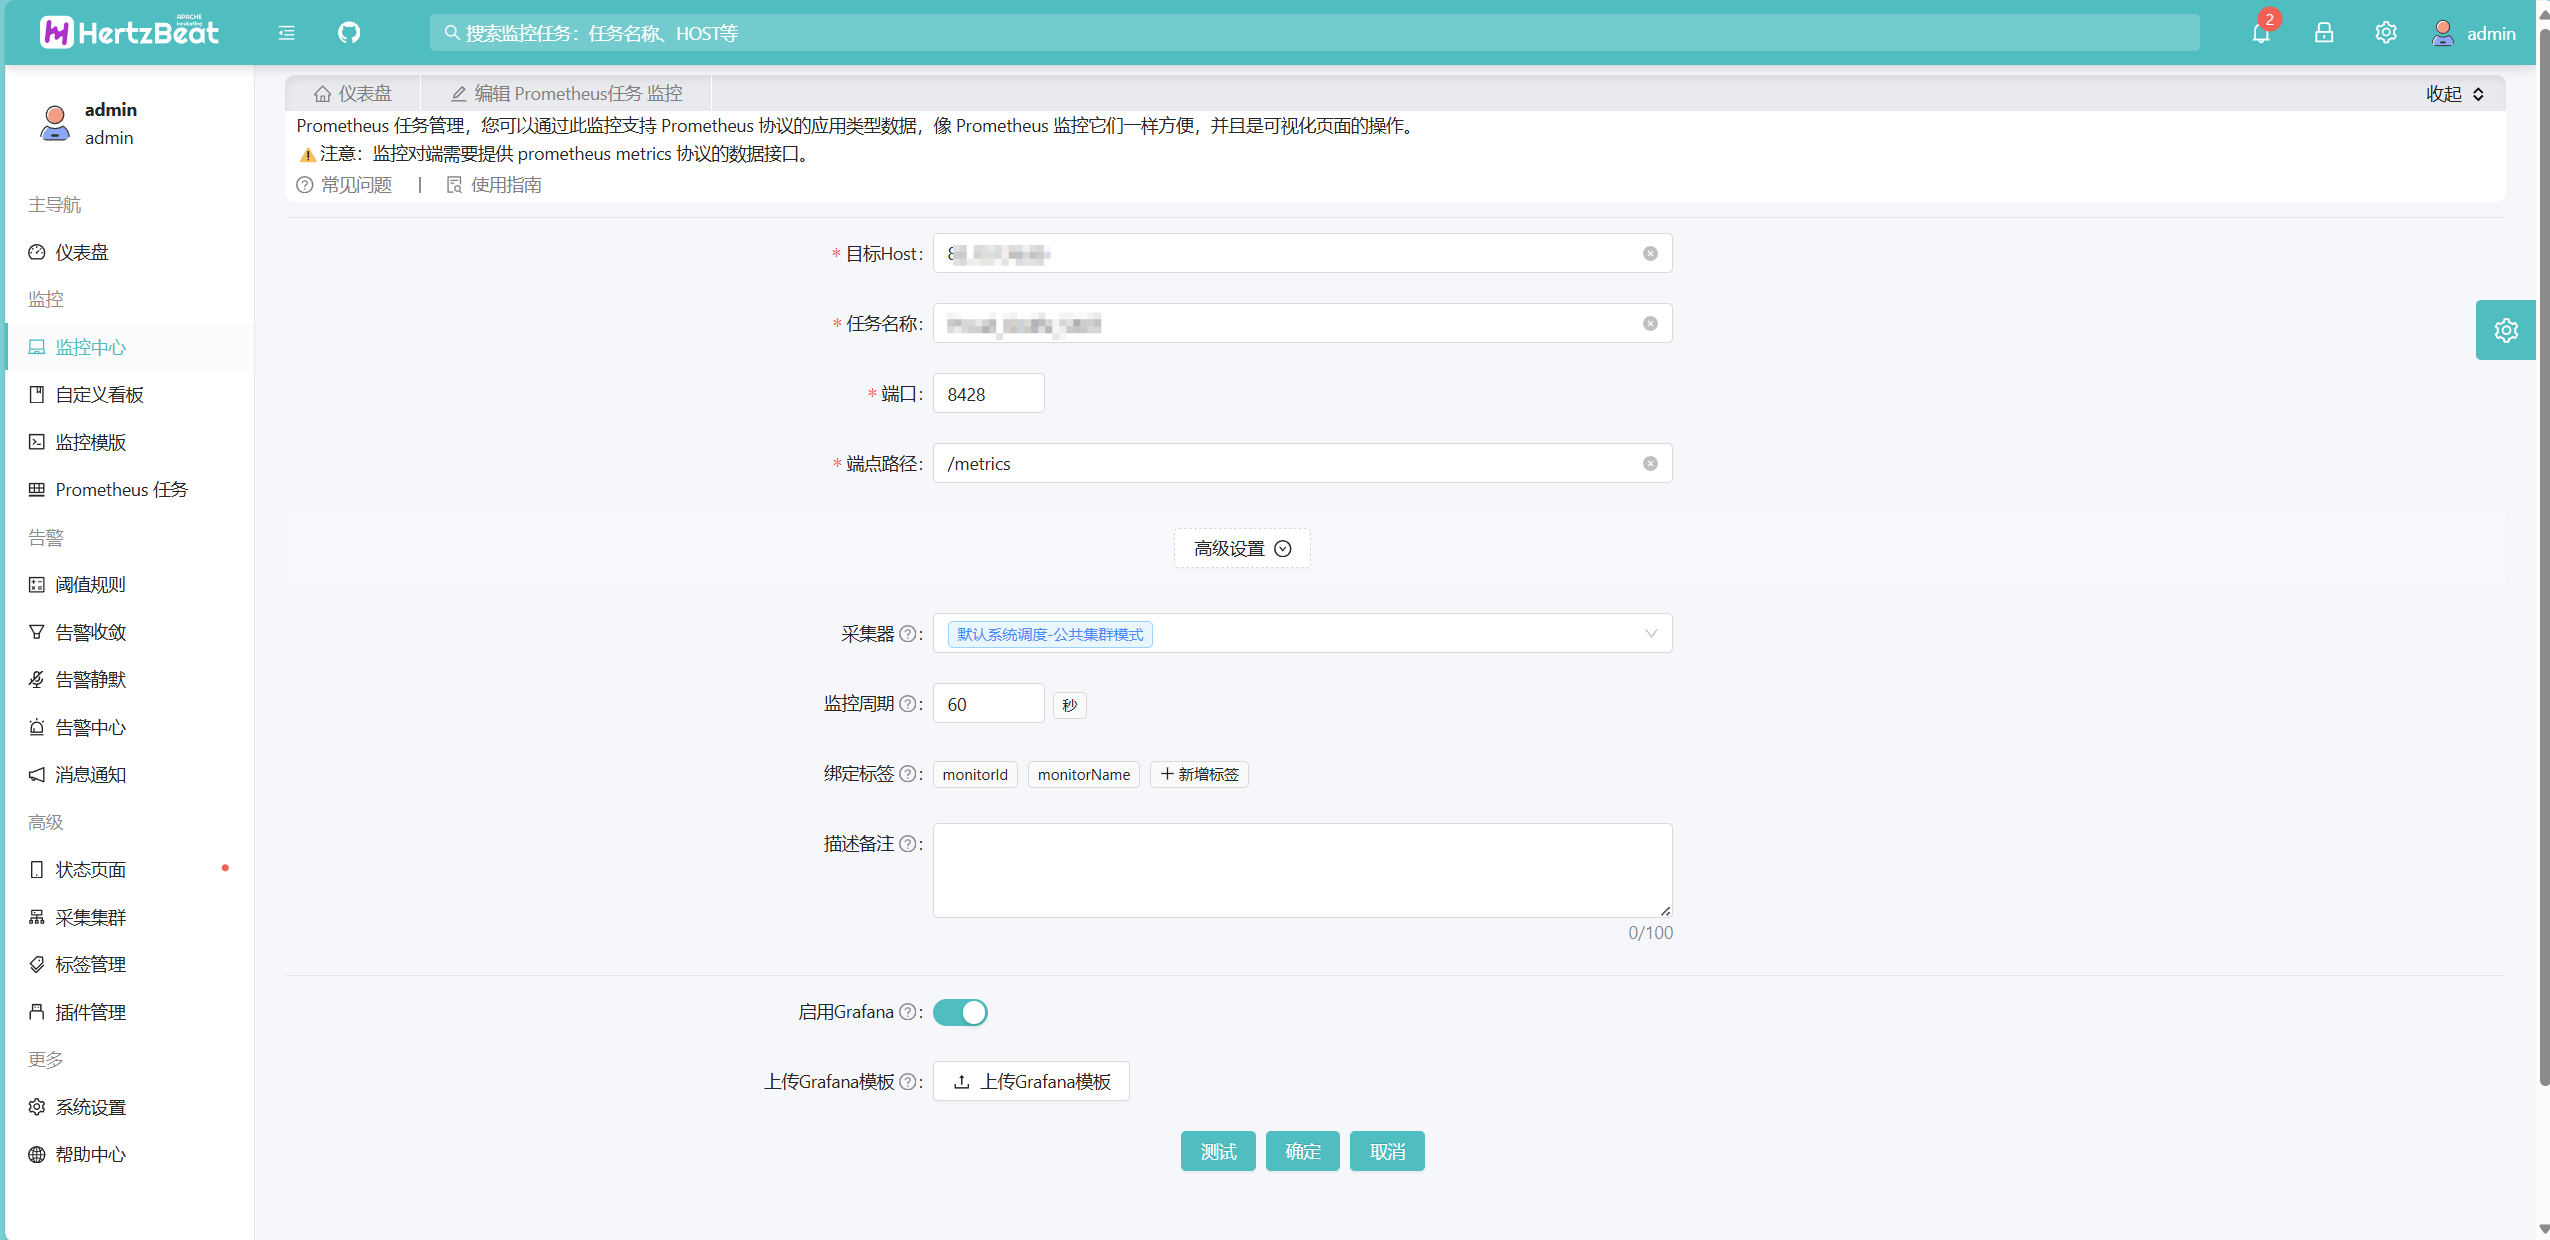 APACHE
incubating
HertzBeat
搜索监控任务：任务名称、HOST等
2
admin
admin
admin
主导航
仪表盘
监控
监控中心
自定义看板
监控模版
Prometheus 任务
告警
阈值规则
告警收敛
告警静默
告警中心
消息通知
高级
状态页面
采集集群
标签管理
插件管理
更多
系统设置
帮助中心
仪表盘
编辑 Prometheus任务 监控
收起
Prometheus 任务管理，您可以通过此监控支持 Prometheus 协议的应用类型数据，像 Prometheus 监控它们一样方便，并且是可视化页面的操作。
⚠️注意：监控对端需要提供 prometheus metrics 协议的数据接口。
常见问题 | 使用指南
* 目标Host:
* 任务名称:
* 端口: 8428
* 端点路径: /metrics
高级设置
采集器: 默认系统调度-公共集群模式
监控周期: 60 秒
绑定标签: monitorId monitorName + 新增标签
描述备注:
0/100
启用Grafana:
上传Grafana模板: 上传Grafana模板
测试 确定 取消